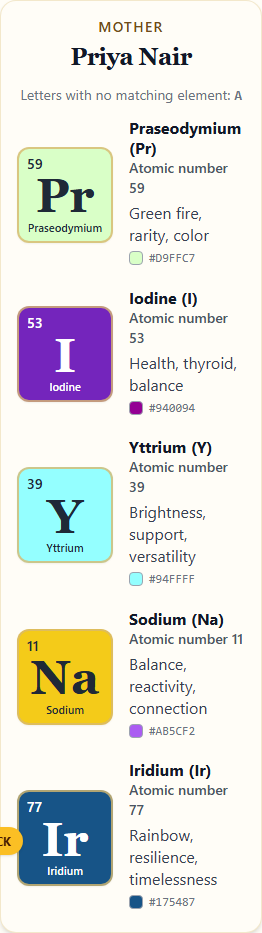 MOTHER
Priya Nair
Letters with no matching element: A
59
Pr
Praseodymium
Praseodymium
(Pr)
Atomic number
59
Green fire,
rarity, color
#D9FFC7
53
I
Iodine
Iodine (I)
Atomic number
53
Health, thyroid,
balance
#940094
39
Y
Yttrium
Yttrium (Y)
Atomic number
39
Brightness,
support,
versatility
#94FFFF
11
Na
Sodium
Sodium (Na)
Atomic number 11
Balance,
reactivity,
connection
#AB5CF2
77
Ir
Iridium
Iridium (Ir)
Atomic number
77
Rainbow,
resilience,
timelessness
#175487